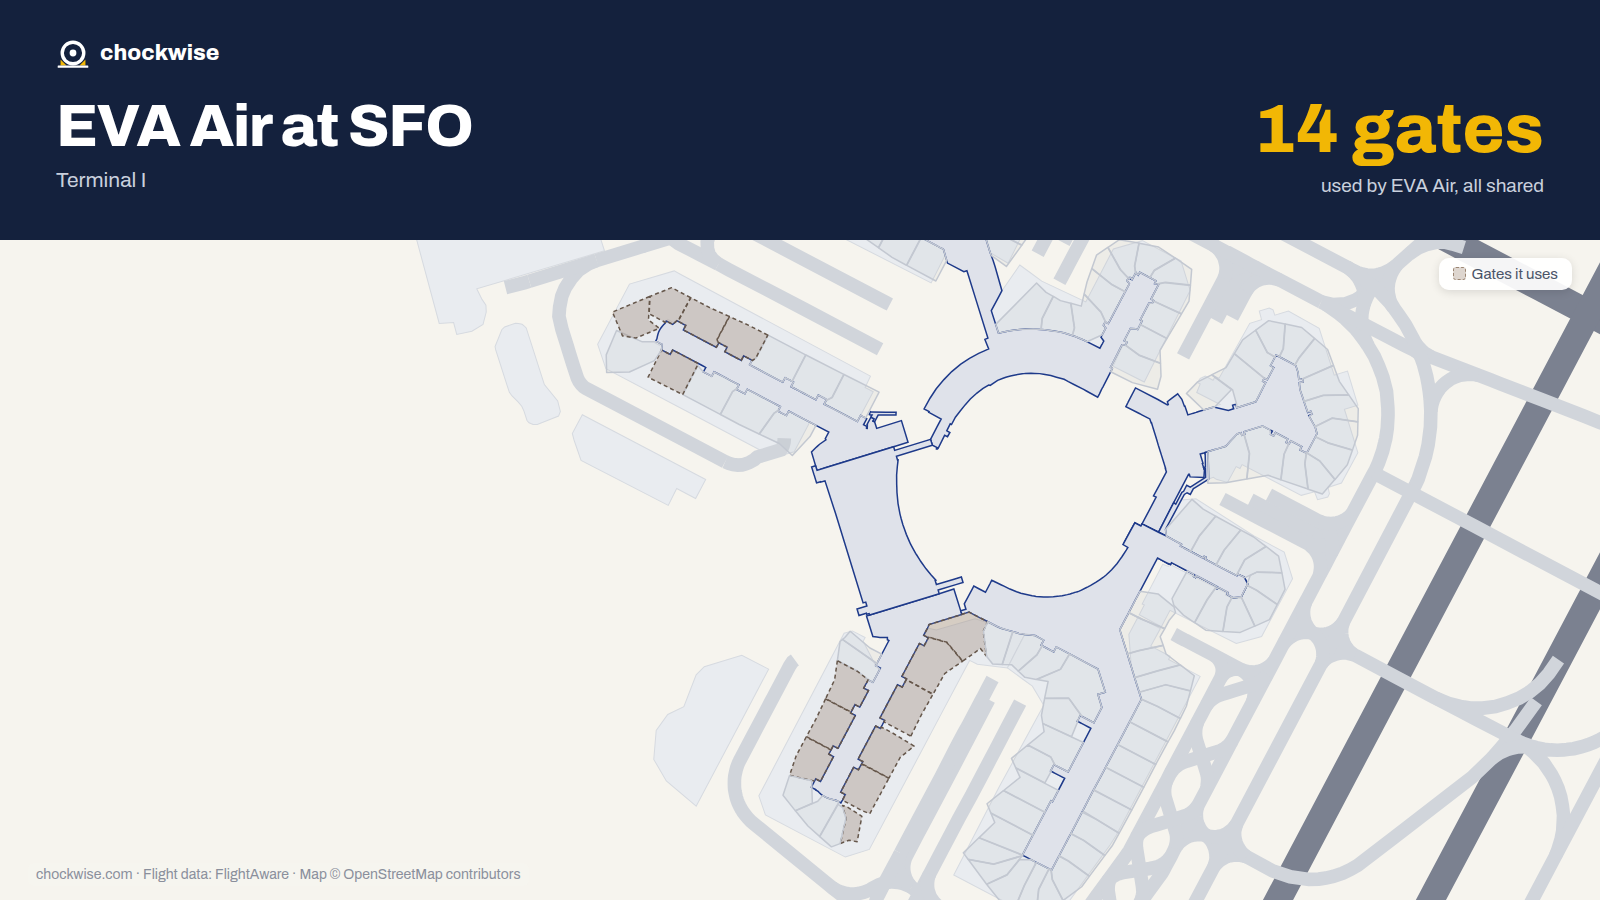 chockwise
EVA Air at SFO
Terminal I
14 gates
used by EVA Air, all shared
Gates it uses
chockwise.com · Flight data: FlightAware · Map © OpenStreetMap contributors